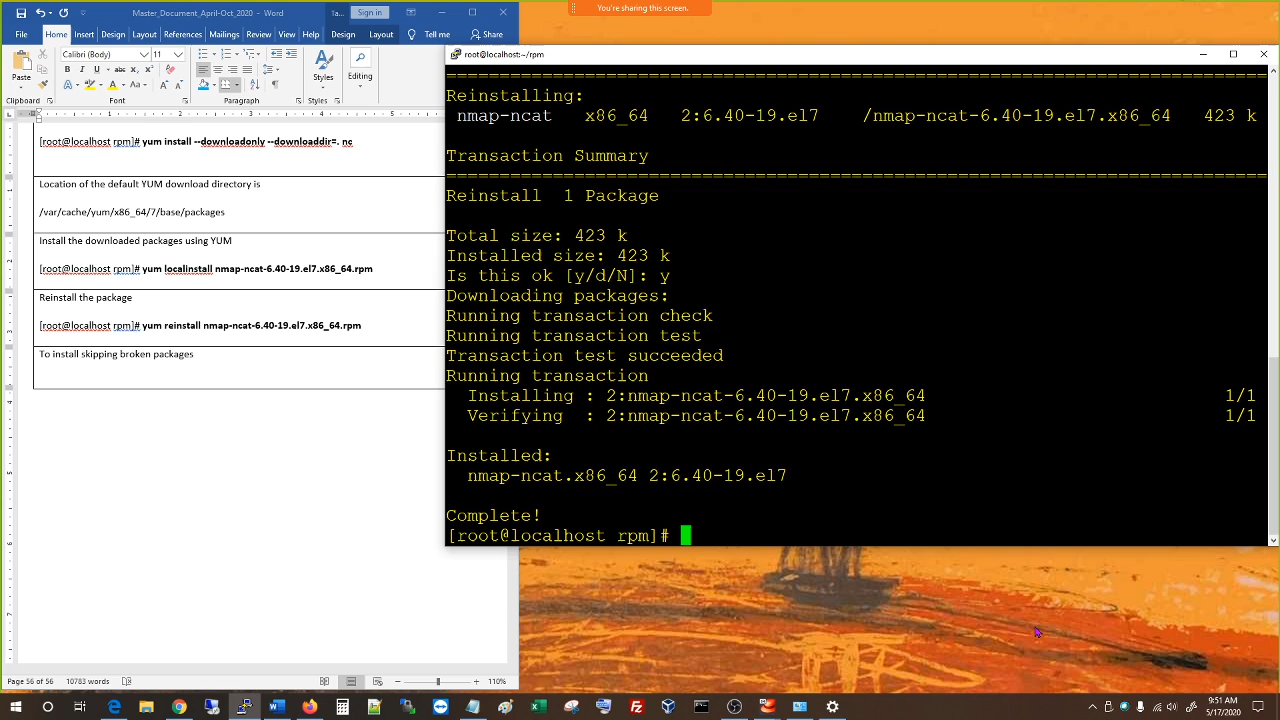 You're sharing this screen.
Master_Document_April-Oct_2020 -
Ta...
Sign in
File
Home
Insert
Design
Layout
References
Mailings
Review
View
Design
Layout
Tell me
Share
Calibri (Body)
11
Paste
Styles
Editing
Clipboard
Font
Paragraph
Styles
[root@localhost rpm]# yum install --downloadonly --downloaddir=. nc
Location of the default YUM download directory is
/var/cache/yum/x86_64/7/base/packages
Install the downloaded packages using YUM
[root@localhost rpm]# yum localinstall nmap-ncat-6.40-19.el7.x86_64.rpm
Reinstall the package
[root@localhost rpm]# yum reinstall nmap-ncat-6.40-19.el7.x86_64.rpm
To install skipping broken packages
Page 56 of 56
10783 words
110%
root@localhost:~/rpm
================================================================================
Reinstalling:
nmap-ncat x86_64 2:6.40-19.el7 /nmap-ncat-6.40-19.el7.x86_64 423 k
Transaction Summary
================================================================================
Reinstall 1 Package
Total size: 423 k
Installed size: 423 k
Is this ok [y/d/N]: y
Downloading packages:
Running transaction check
Running transaction test
Transaction test succeeded
Running transaction
Installing : 2:nmap-ncat-6.40-19.el7.x86_64 1/1
Verifying : 2:nmap-ncat-6.40-19.el7.x86_64 1/1
Installed:
nmap-ncat.x86_64 2:6.40-19.el7
Complete!
[root@localhost rpm]#
9:51 AM
5/17/2020